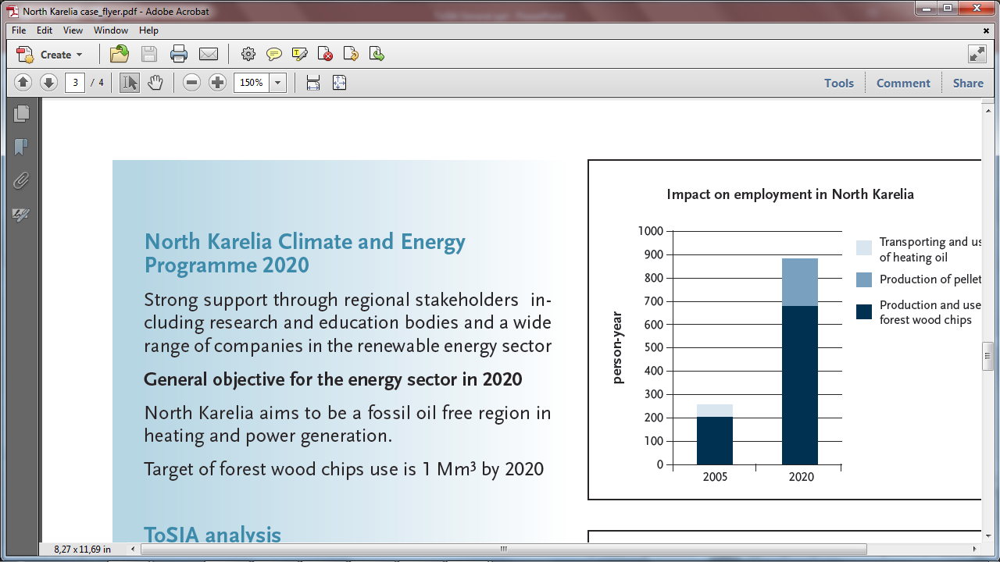 North Karelia case_flyer.pdf - Adobe Acrobat
File Edit View Window Help
Create
3 / 4 150% Tools Comment Share
North Karelia Climate and Energy
Programme 2020
Strong support through regional stakeholders in-
cluding research and education bodies and a wide
range of companies in the renewable energy sector
General objective for the energy sector in 2020
North Karelia aims to be a fossil oil free region in
heating and power generation.
Target of forest wood chips use is 1 Mm³ by 2020
ToSIA analysis
Impact on employment in North Karelia
person-year
1000
900
800
700
600
500
400
300
200
100
0
2005 2020
Transporting and us
of heating oil
Production of pellet
Production and use
forest wood chips
8,27 x 11,69 in